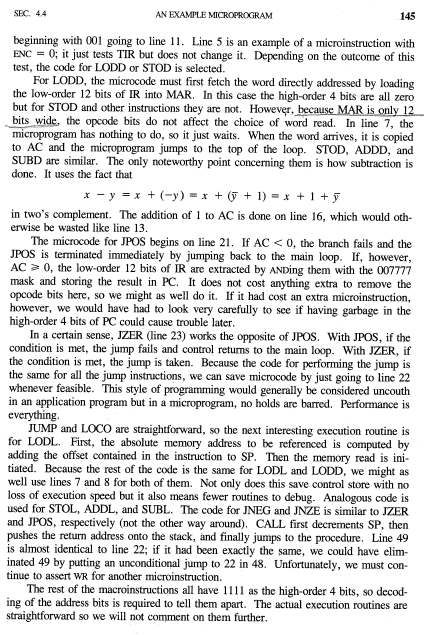 SEC. 4.4 AN EXAMPLE MICROPROGRAM 145
beginning with 001 going to line 11. Line 5 is an example of a microinstruction with
ENC = 0; it just tests TIR but does not change it. Depending on the outcome of this
test, the code for LODD or STOD is selected.
For LODD, the microcode must first fetch the word directly addressed by loading
the low-order 12 bits of IR into MAR. In this case the high-order 4 bits are all zero
but for STOD and other instructions they are not. However, because MAR is only 12
bits wide, the opcode bits do not affect the choice of word read. In line 7, the
microprogram has nothing to do, so it just waits. When the word arrives, it is copied
to AC and the microprogram jumps to the top of the loop. STOD, ADDD, and
SUBD are similar. The only noteworthy point concerning them is how subtraction is
done. It uses the fact that
x − y = x + (−y) = x + (ȳ + 1) = x + 1 + ȳ
in two's complement. The addition of 1 to AC is done on line 16, which would oth-
erwise be wasted like line 13.
The microcode for JPOS begins on line 21. If AC < 0, the branch fails and the
JPOS is terminated immediately by jumping back to the main loop. If, however,
AC ⩾ 0, the low-order 12 bits of IR are extracted by ANDing them with the 007777
mask and storing the result in PC. It does not cost anything extra to remove the
opcode bits here, so we might as well do it. If it had cost an extra microinstruction,
however, we would have had to look very carefully to see if having garbage in the
high-order 4 bits of PC could cause trouble later.
In a certain sense, JZER (line 23) works the opposite of JPOS. With JPOS, if the
condition is met, the jump fails and control returns to the main loop. With JZER, if
the condition is met, the jump is taken. Because the code for performing the jump is
the same for all the jump instructions, we can save microcode by just going to line 22
whenever feasible. This style of programming would generally be considered uncouth
in an application program but in a microprogram, no holds are barred. Performance is
everything.
JUMP and LOCO are straightforward, so the next interesting execution routine is
for LODL. First, the absolute memory address to be referenced is computed by
adding the offset contained in the instruction to SP. Then the memory read is ini-
tiated. Because the rest of the code is the same for LODL and LODD, we might as
well use lines 7 and 8 for both of them. Not only does this save control store with no
loss of execution speed but it also means fewer routines to debug. Analogous code is
used for STOL, ADDL, and SUBL. The code for JNEG and JNZE is similar to JZER
and JPOS, respectively (not the other way around). CALL first decrements SP, then
pushes the return address onto the stack, and finally jumps to the procedure. Line 49
is almost identical to line 22; if it had been exactly the same, we could have elim-
inated 49 by putting an unconditional jump to 22 in 48. Unfortunately, we must con-
tinue to assert WR for another microinstruction.
The rest of the macroinstructions all have 1111 as the high-order 4 bits, so decod-
ing of the address bits is required to tell them apart. The actual execution routines are
straightforward so we will not comment on them further.